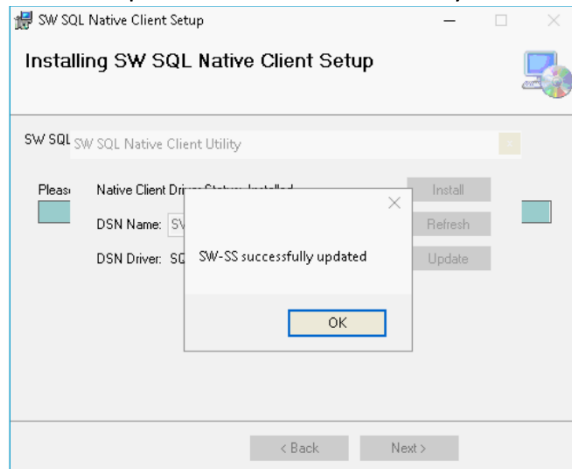 SW SQL Native Client Setup
Installing SW SQL Native Client Setup
SW SQL
SW SQL Native Client Utility
Native Client Driver Status: Installed
Install
DSN Name:
Refresh
DSN Driver:
Update
SW-SS successfully updated
OK
< Back
Next >